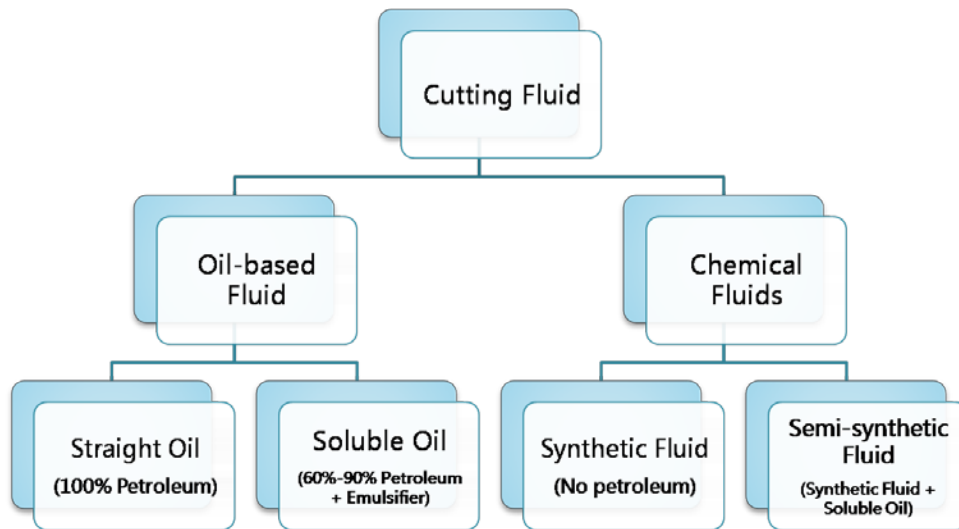 Cutting Fluid
Oil-based
Fluid
Chemical
Fluids
Straight Oil
(100% Petroleum)
Soluble Oil
(60%-90% Petroleum
+ Emulsifier)
Synthetic Fluid
(No petroleum)
Semi-synthetic
Fluid
(Synthetic Fluid +
Soluble Oil)